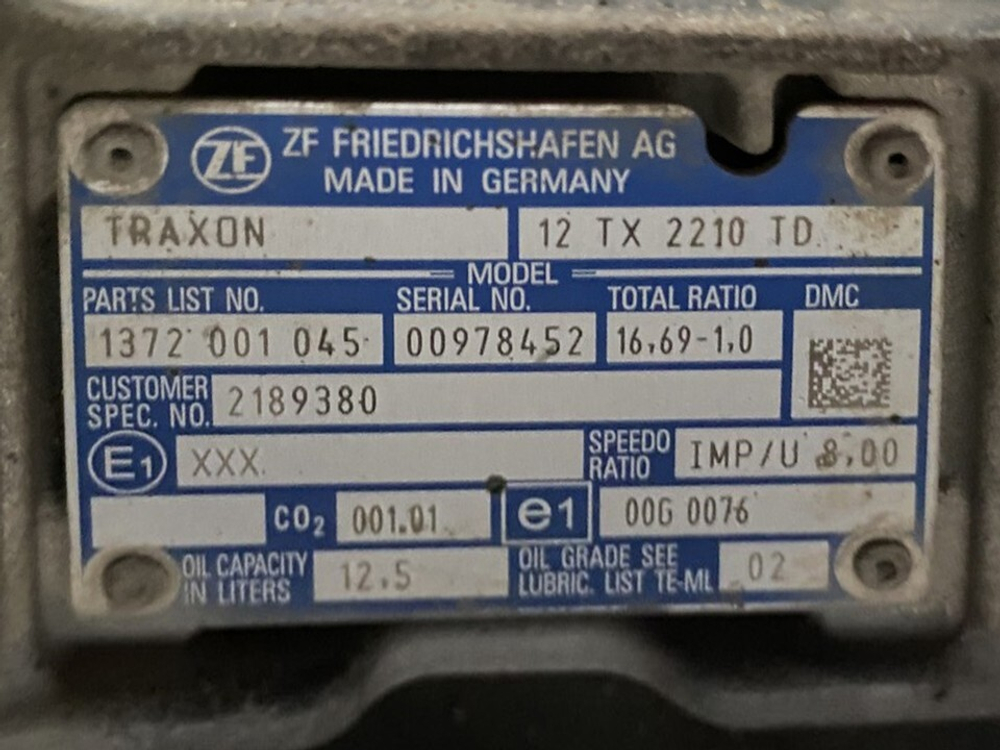 ZF ZF FRIEDRICHSHAFEN AG
MADE IN GERMANY
TRAXON 12 TX 2210 TD
MODEL
PARTS LIST NO. SERIAL NO. TOTAL RATIO DMC
1372 001 045 00978452 16,69-1,0
CUSTOMER
SPEC. NO. 2189380
E1 XXX SPEEDO
RATIO IMP/U 8,00
CO2 001.01 e1 00G 0076
OIL CAPACITY
IN LITERS 12.5 OIL GRADE SEE
LUBRIC. LIST TE-ML 02